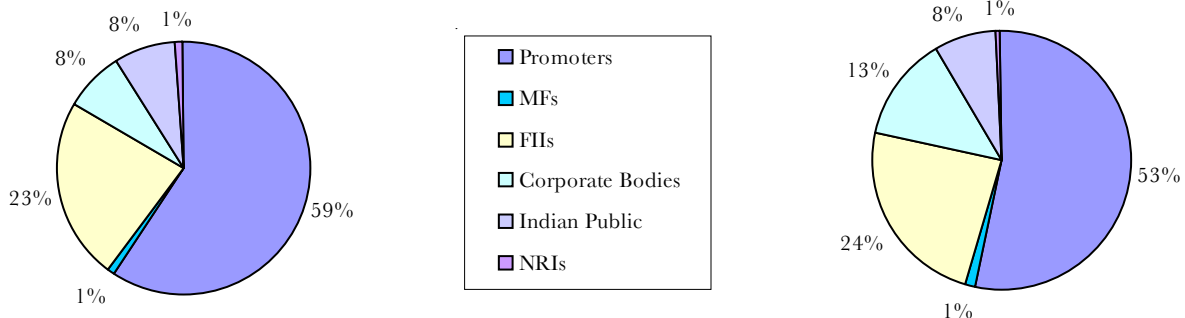 8%
1%
8%
23%
59%
1%
Promoters
MFs
FIIs
Corporate Bodies
Indian Public
NRIs
8%
1%
13%
24%
53%
1%